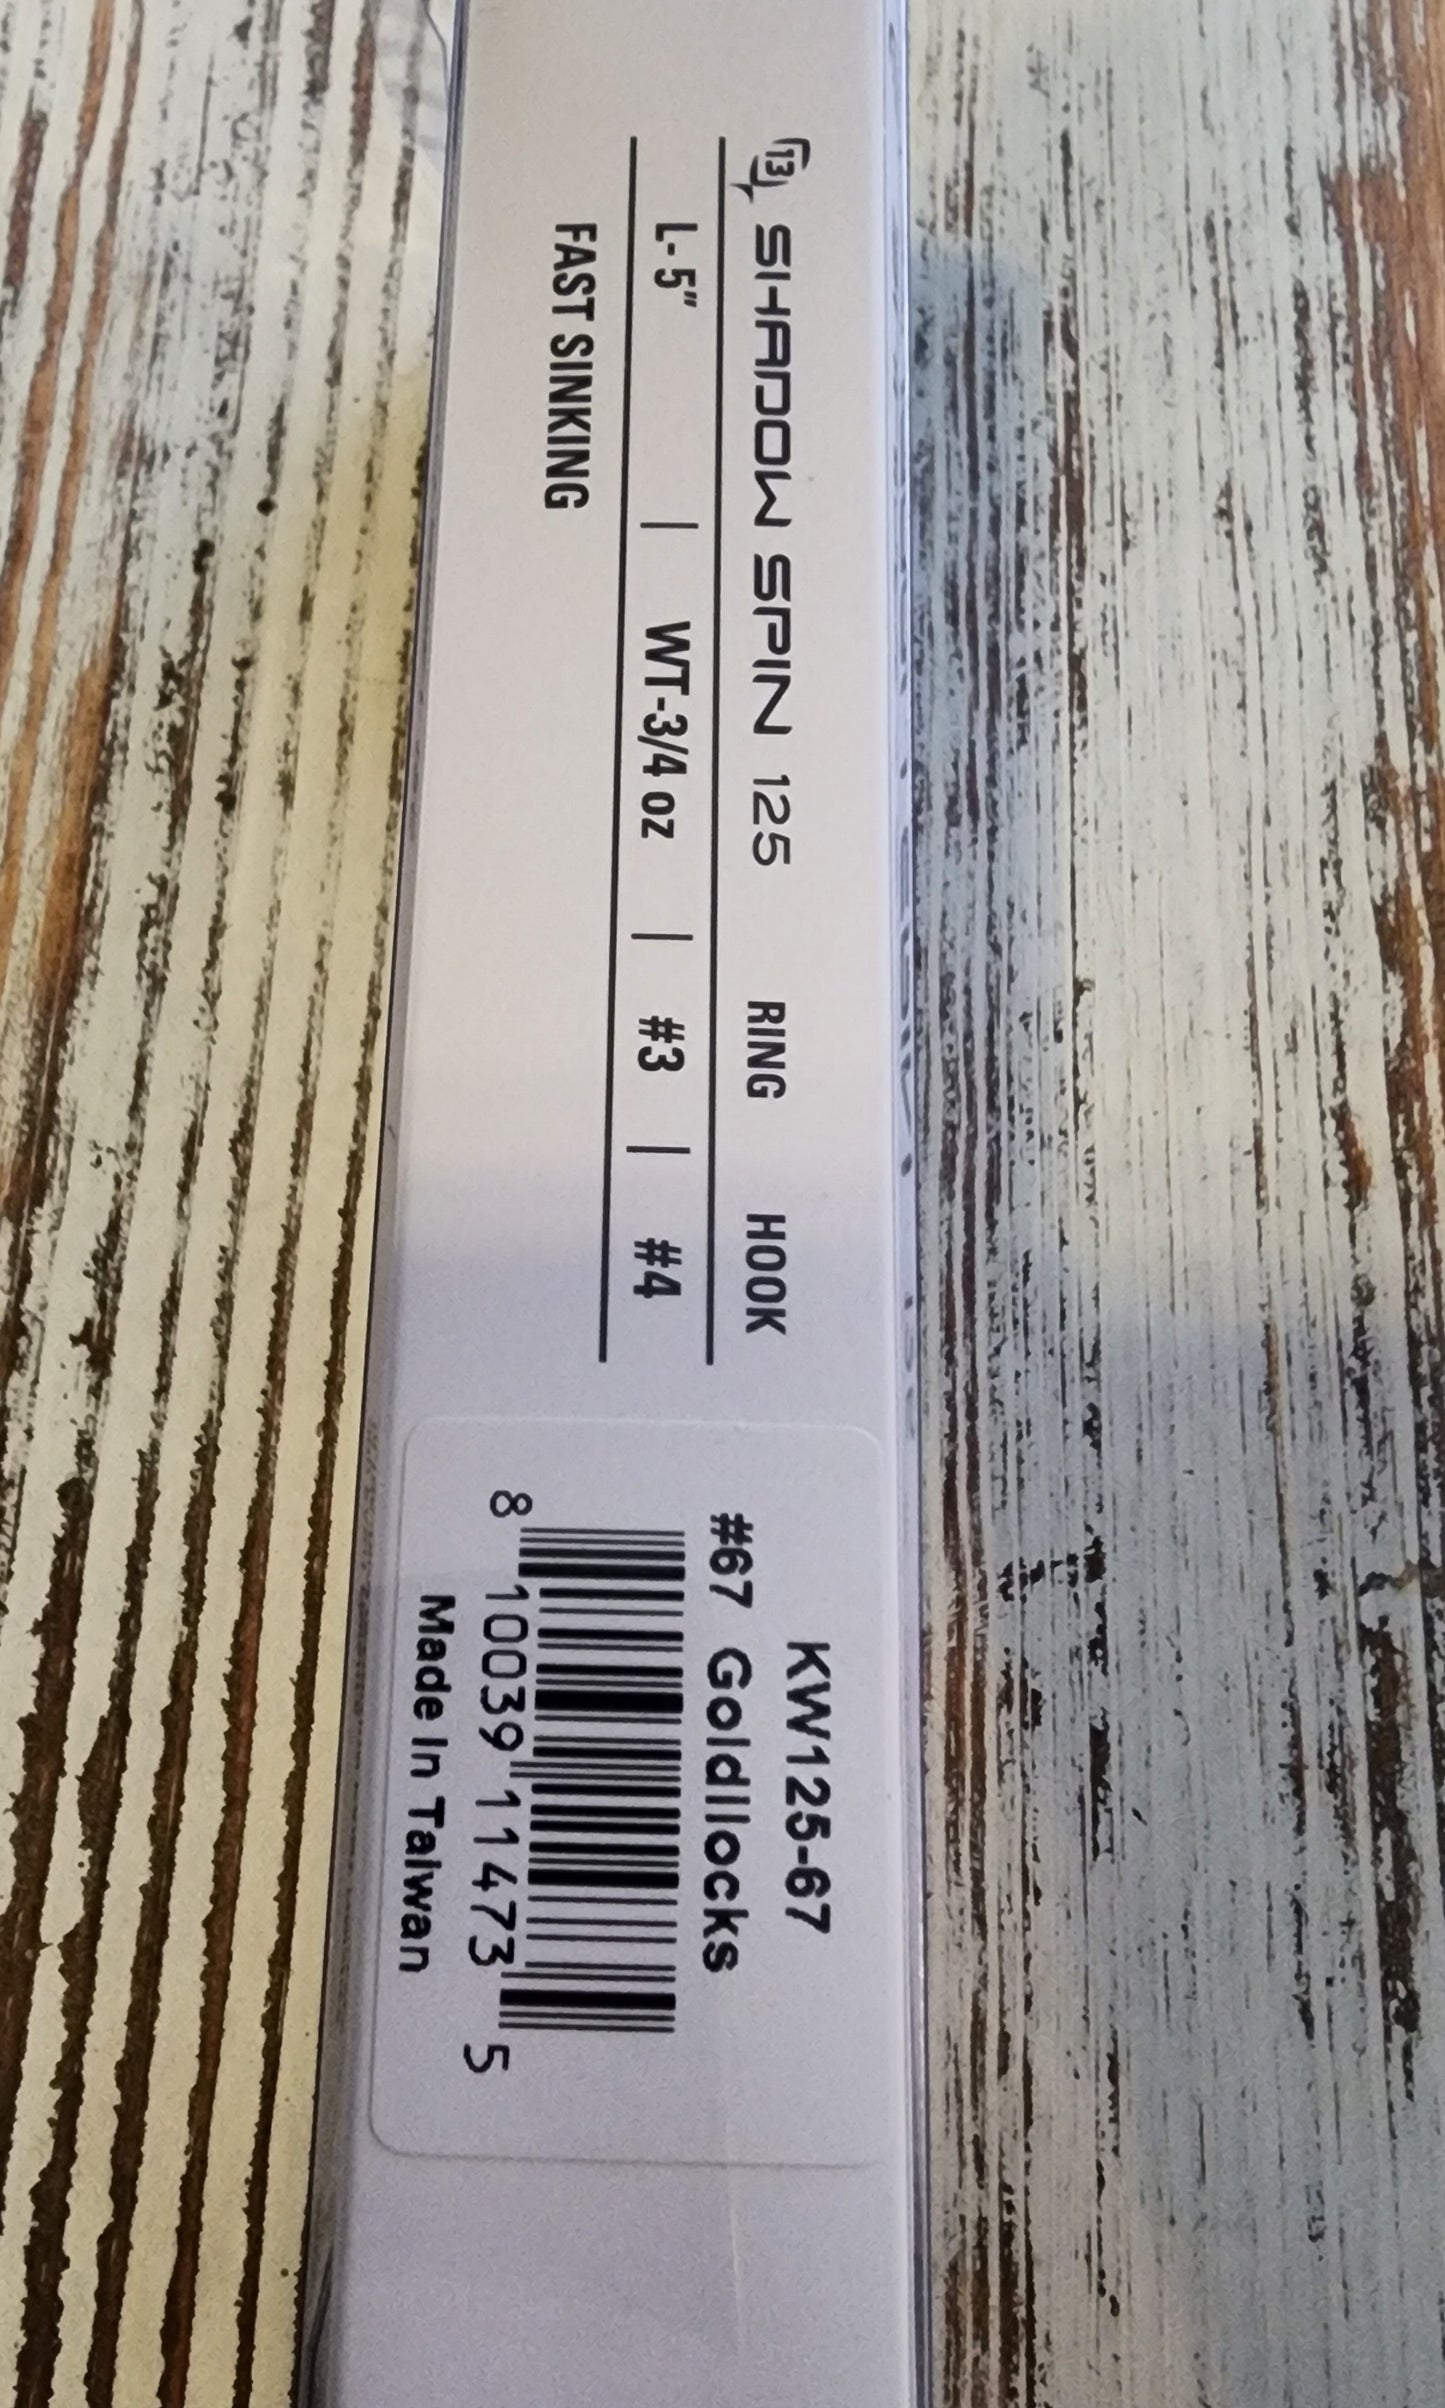 13 SHADOW SPIN 125 RING HOOK
L- 5" | WT-3/4 oz | #3 | #4
FAST SINKING
KW125-67
#67 Goldilocks
8 10039 11473 5
Made In Taiwan